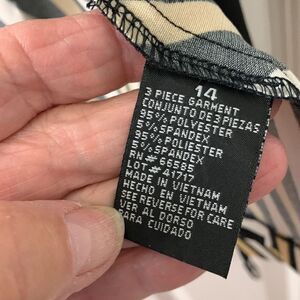 14
3 PIECE GARMENT
CONJUNTO DE 3 PIEZAS
95% POLYESTER
5% SPANDEX
95% POLIESTER
5% SPANDEX
RN# 66585
LOT# 41717
MADE IN VIETNAM
HECHO EN VIETNAM
SEE REVERSE FOR CARE
VER AL DORSO
PARA CUIDADO